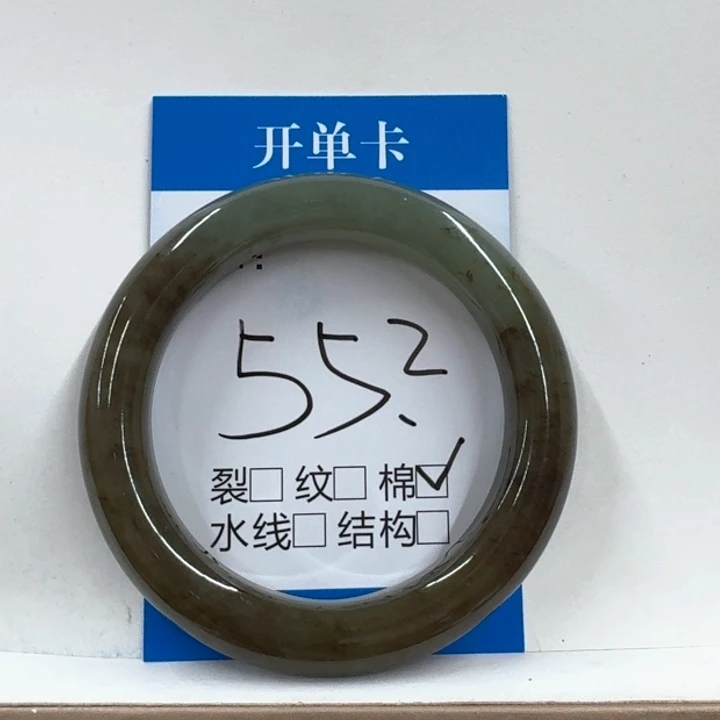 开单卡
55.2
裂□ 纹□ 棉☑
水线□ 结构□